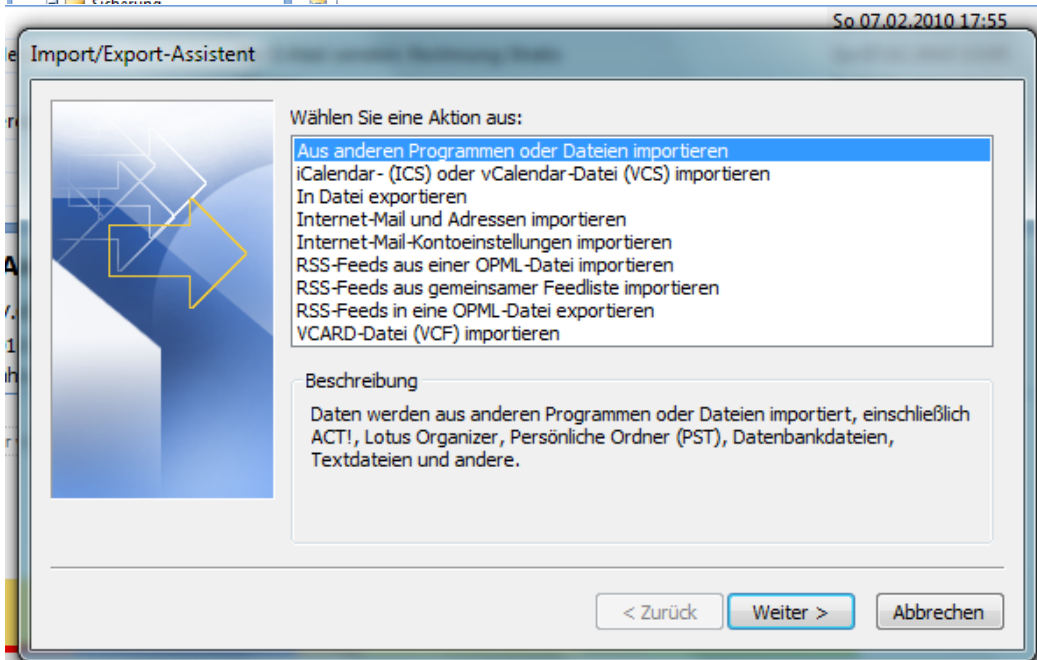 Sicherung
So 07.02.2010 17:55
Import/Export-Assistent
Wählen Sie eine Aktion aus:
Aus anderen Programmen oder Dateien importieren
iCalendar- (ICS) oder vCalendar-Datei (VCS) importieren
In Datei exportieren
Internet-Mail und Adressen importieren
Internet-Mail-Kontoeinstellungen importieren
RSS-Feeds aus einer OPML-Datei importieren
RSS-Feeds aus gemeinsamer Feedliste importieren
RSS-Feeds in eine OPML-Datei exportieren
VCARD-Datei (VCF) importieren
Beschreibung
Daten werden aus anderen Programmen oder Dateien importiert, einschließlich
ACT!, Lotus Organizer, Persönliche Ordner (PST), Datenbankdateien,
Textdateien und andere.
< Zurück
Weiter >
Abbrechen